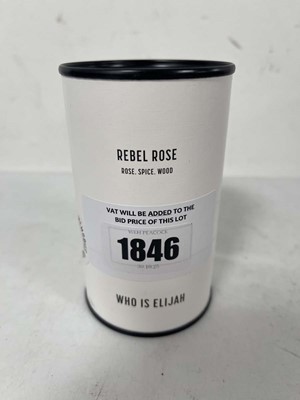 REBEL ROSE
ROSE. SPICE. WOOD
VAT WILL BE ADDED TO THE
BID PRICE OF THIS LOT
1846
WHO IS ELIJAH